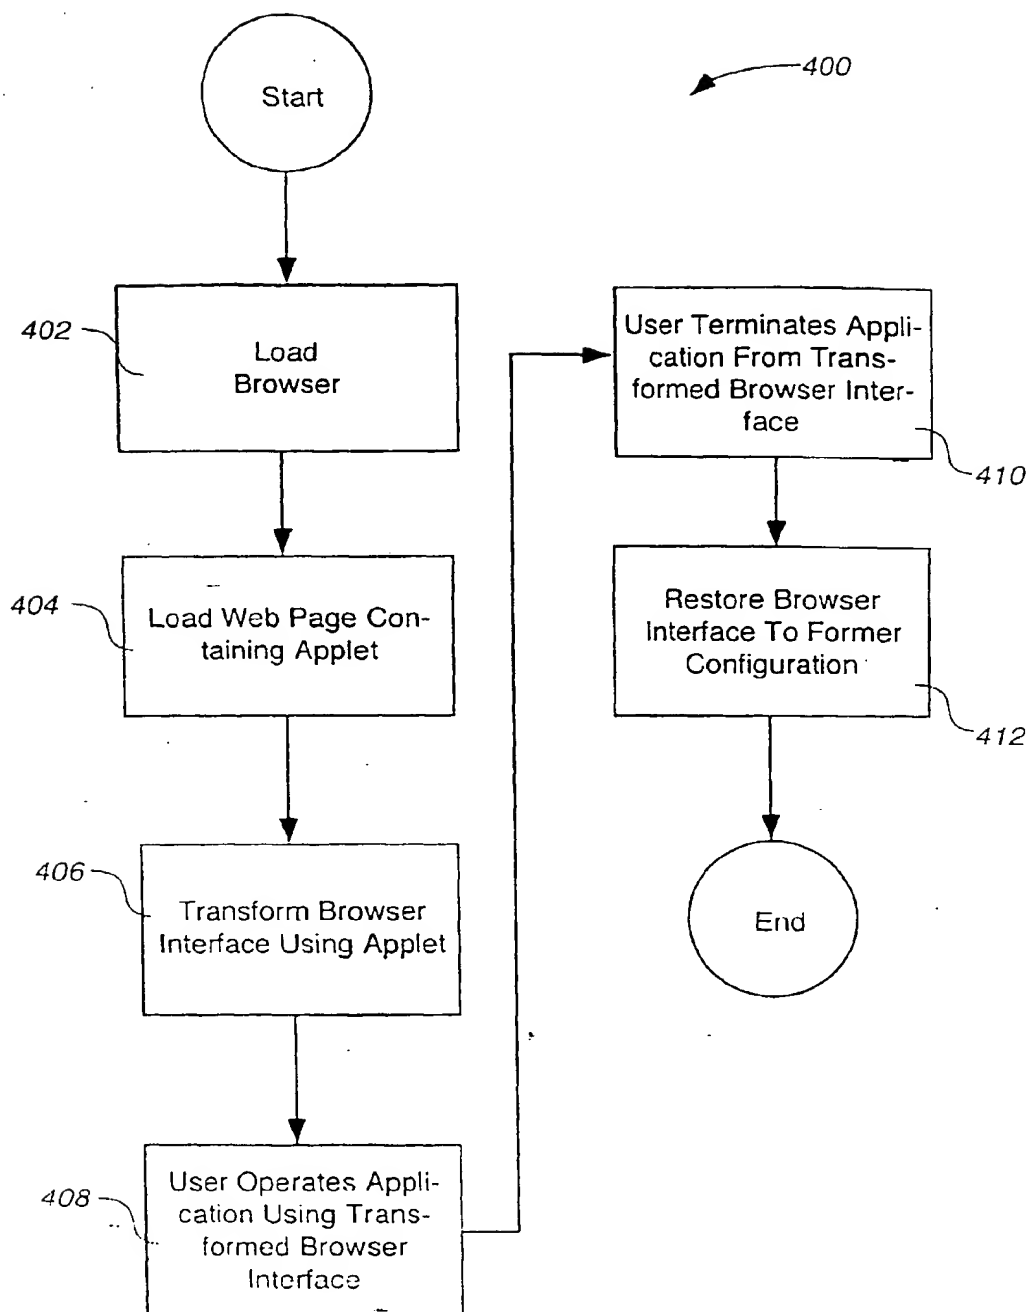 Start
400
402
Load
Browser
404
Load Web Page Con-
taining Applet
406
Transform Browser
Interface Using Applet
408
User Operates Appli-
cation Using Trans-
formed Browser
Interface
User Terminates Appli-
cation From Trans-
formed Browser Inter-
face
410
Restore Browser
Interface To Former
Configuration
412
End